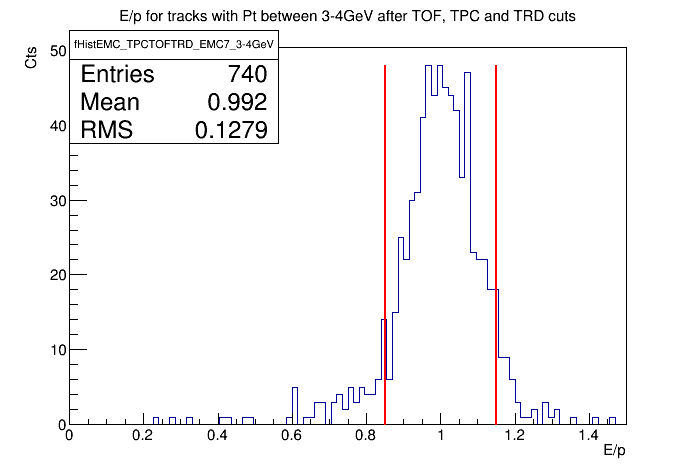 E/p for tracks with Pt between 3-4GeV after TOF, TPC and TRD cuts
fHistEMC_TPCTOFTRD_EMC7_3-4GeV
Entries 740
Mean 0.992
RMS 0.1279
Cts
50
40
30
20
10
0
0 0.2 0.4 0.6 0.8 1 1.2 1.4
E/p